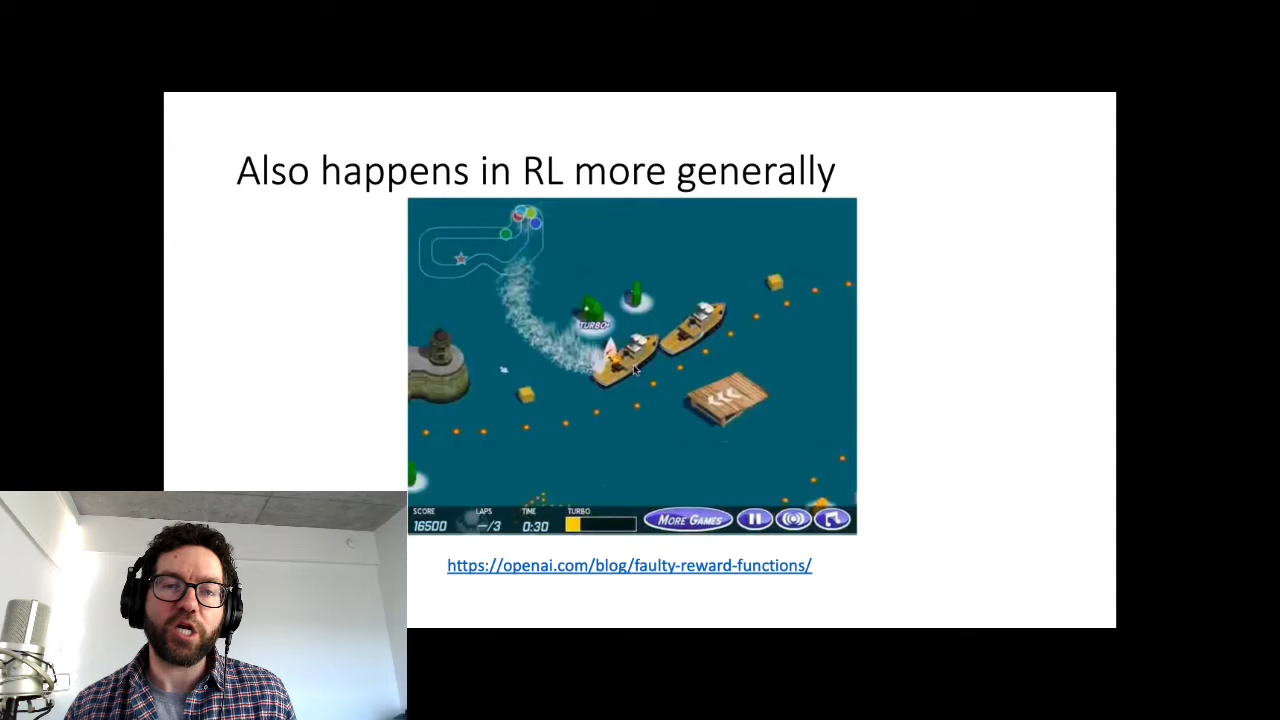 Also happens in RL more generally
TURBO
SCORE LAPS TIME TURBO
16500 —/3 0:30 MORE GAMES
https://openai.com/blog/faulty-reward-functions/